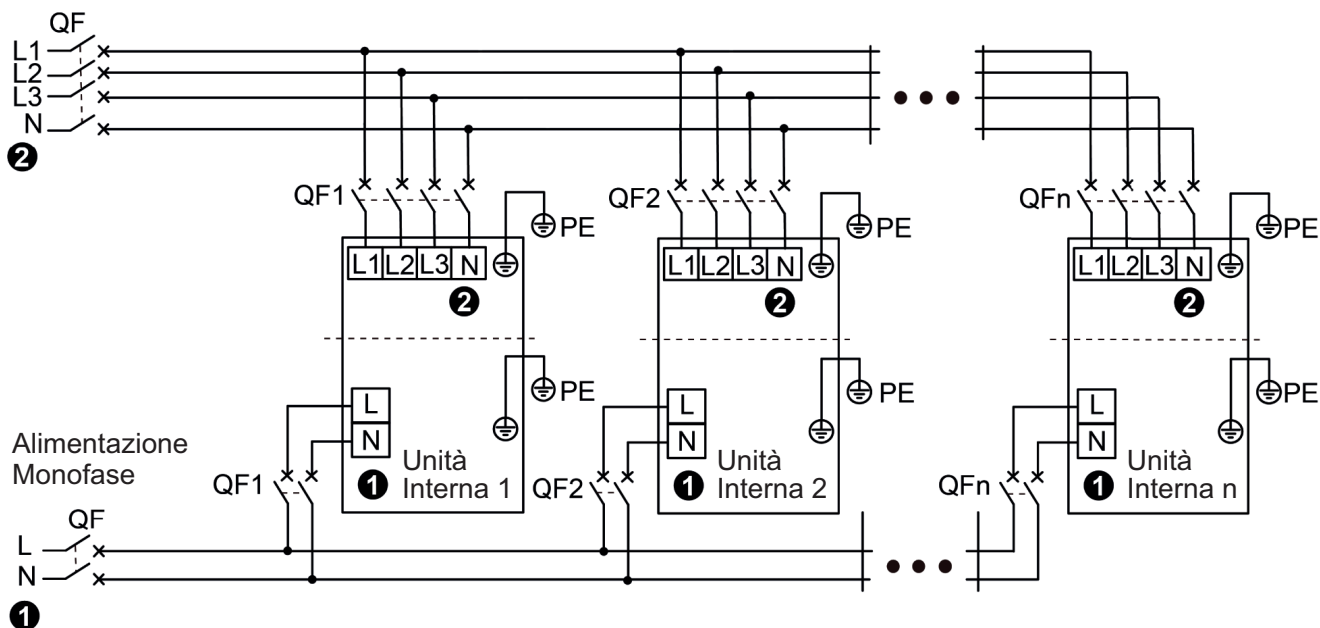 QF
L1
L2
L3
N
❷
QF1 QF2 QFn
PE PE PE
L1 L2 L3 N L1 L2 L3 N L1 L2 L3 N
❷ ❷ ❷
PE PE PE
L L L
N N N
Alimentazione
Monofase
QF1 ❶ Unità
Interna 1
QF2 ❶ Unità
Interna 2
QFn ❶ Unità
Interna n
QF
L
N
❶